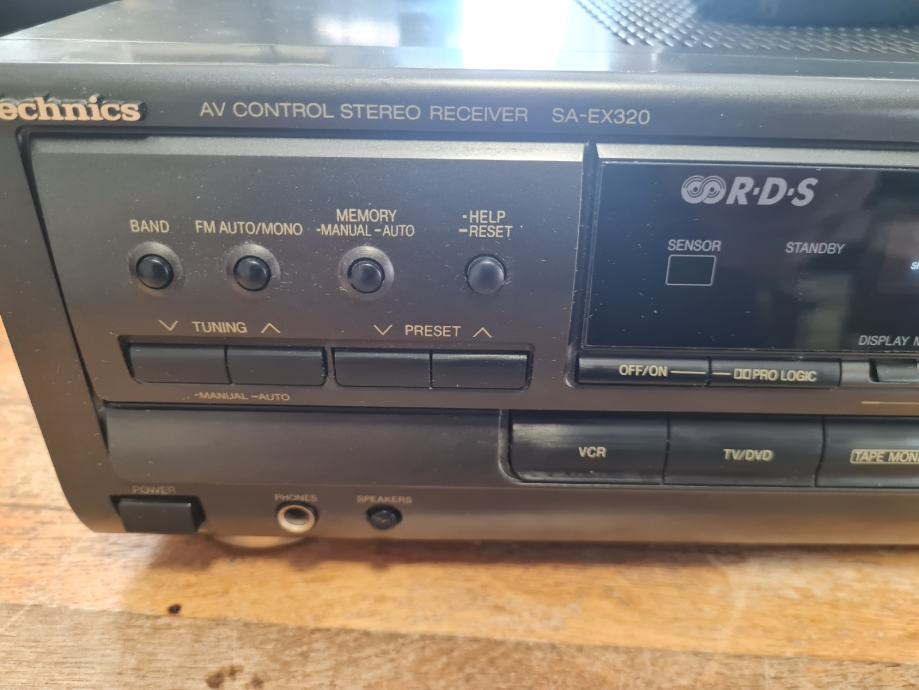 echnics AV CONTROL STEREO RECEIVER SA-EX320
R·D·S
BAND FM AUTO/MONO MEMORY -MANUAL -AUTO -HELP -RESET
SENSOR STANDBY
TUNING PRESET
DISPLAY M
OFF/ON PRO LOGIC
-MANUAL -AUTO
VCR TV/DVD TAPE MON
POWER PHONES SPEAKERS